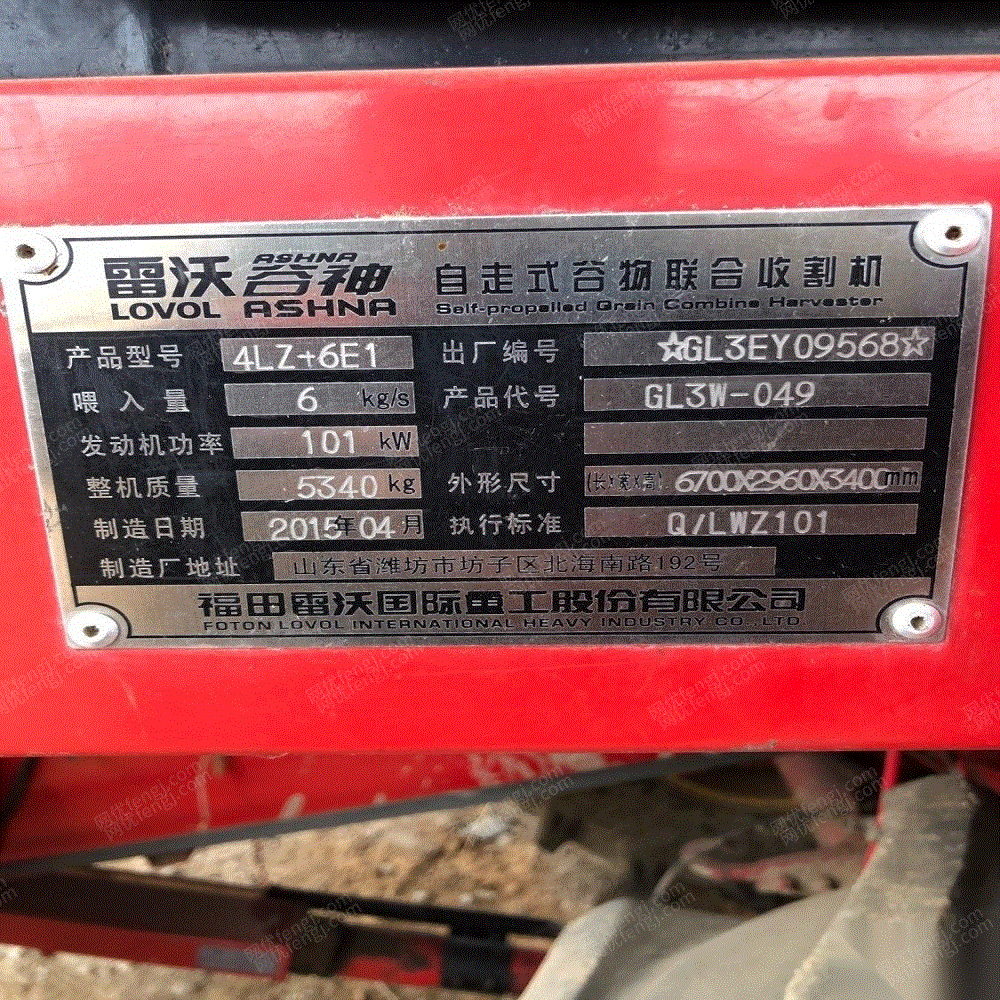 雷沃 谷神 ASHNA 自走式谷物联合收割机
LOVOL ASHNA Self-propelled Grain Combine Harvester
产品型号 4LZ-6E1 出厂编号 ☆GL3EY09568☆
喂入量 6 kg/s 产品代号 GL3W-049
发动机功率 101 kW
整机质量 5340 kg 外形尺寸 (长×宽×高) 6700X2960X3400mm
制造日期 2015年04月 执行标准 Q/LWZ101
制造厂地址 山东省潍坊市坊子区北海南路192号
福田雷沃国际重工股份有限公司
FOTON LOVOL INTERNATIONAL HEAVY INDUSTRY CO.,LTD.